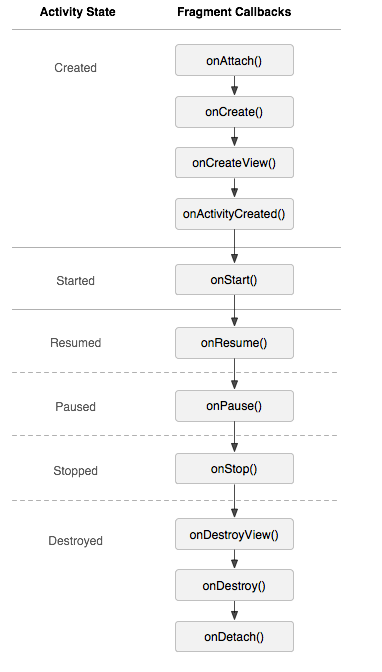 Activity State Fragment Callbacks
Created
onAttach()
onCreate()
onCreateView()
onActivityCreated()
Started
onStart()
Resumed
onResume()
Paused
onPause()
Stopped
onStop()
Destroyed
onDestroyView()
onDestroy()
onDetach()